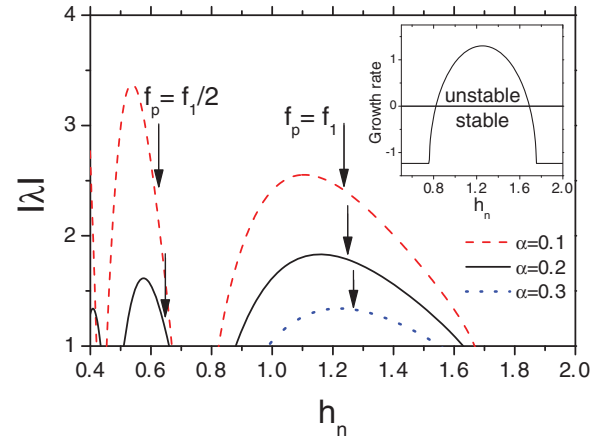 4
3
2
1
|λ|
0.4 0.6 0.8 1.0 1.2 1.4 1.6 1.8 2.0
h_n
f_p = f_1/2
f_p = f_1
1
0
-1
Growth rate
unstable
stable
0.8 1.2 1.6 2.0
h_n
α=0.1
α=0.2
α=0.3